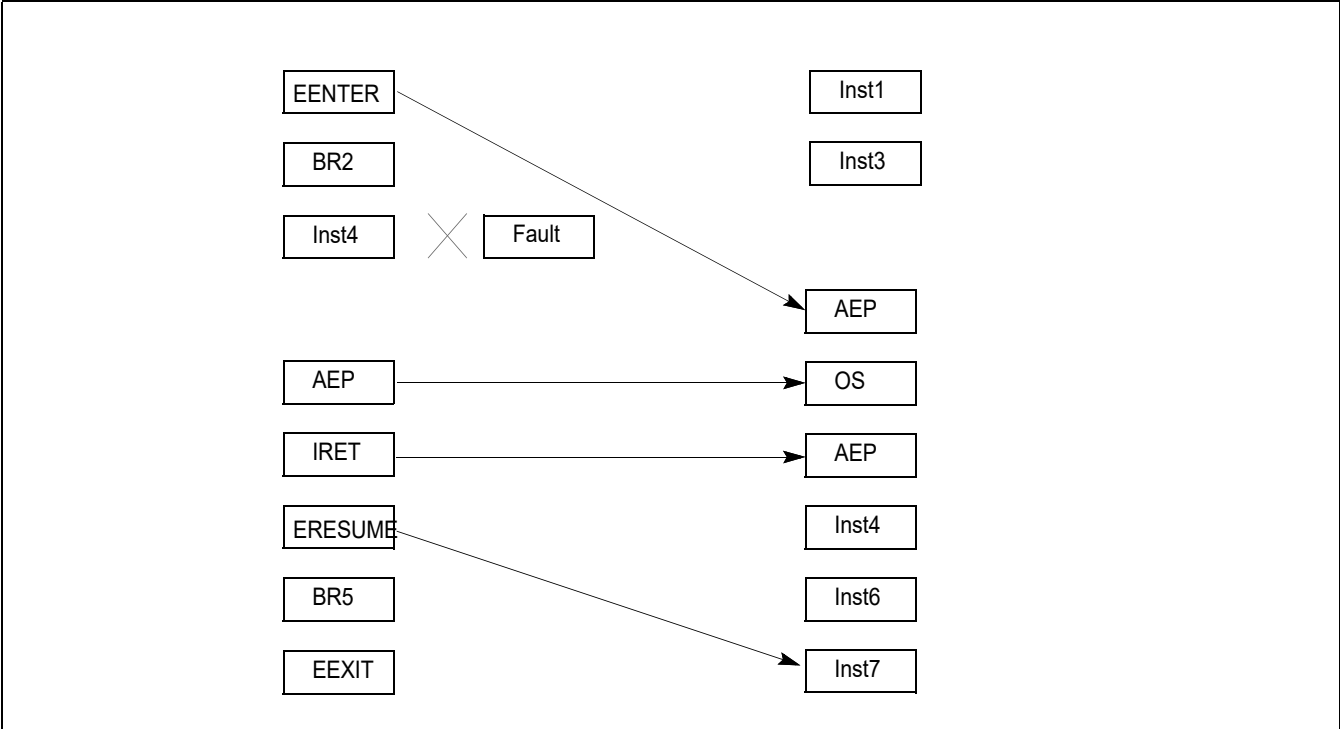 EENTER Inst1
BR2 Inst3
Inst4 Fault
AEP
AEP OS
IRET AEP
ERESUME Inst4
BR5 Inst6
EEXIT Inst7